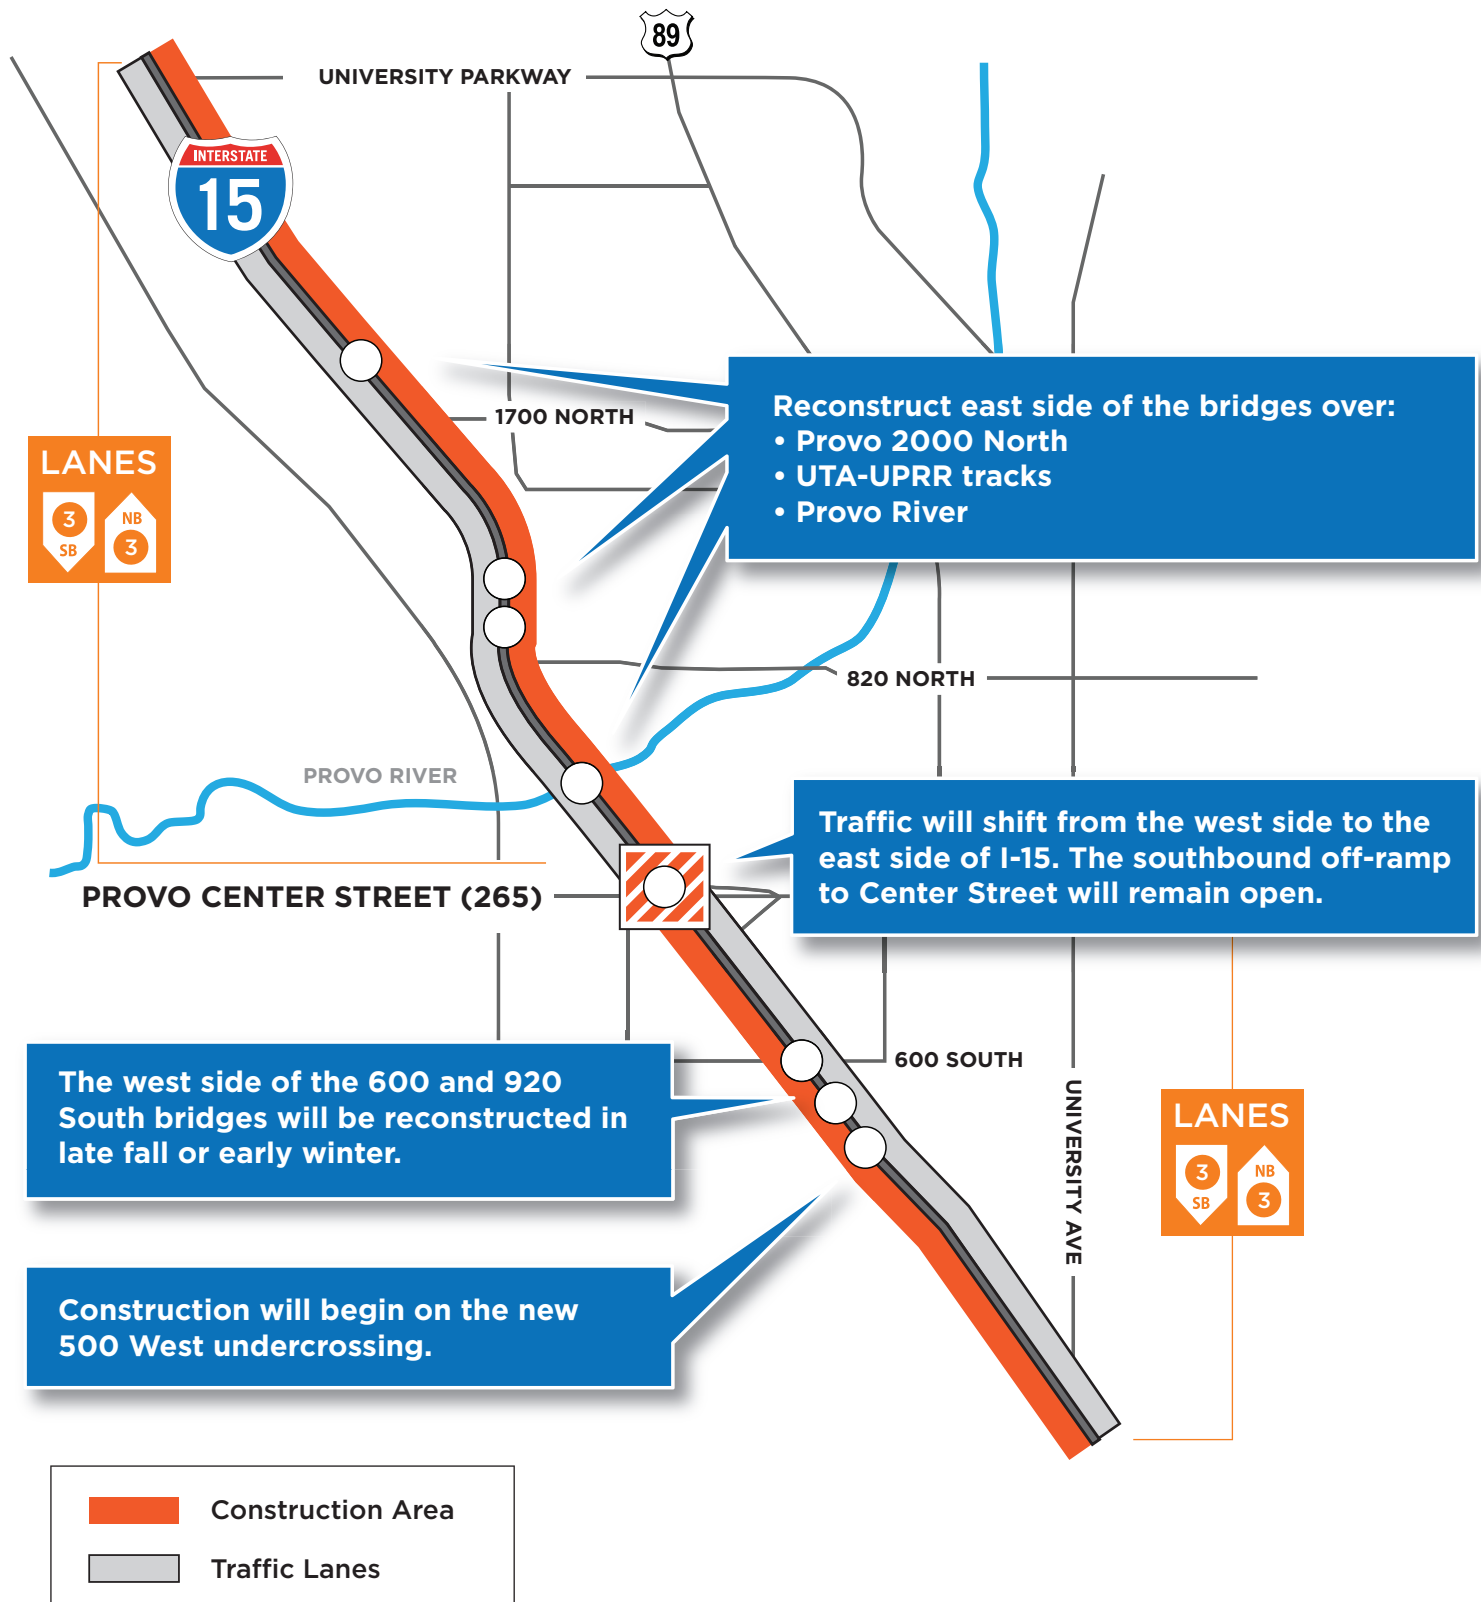 89
UNIVERSITY PARKWAY
INTERSTATE
15
Reconstruct east side of the bridges over:
• Provo 2000 North
• UTA-UPRR tracks
• Provo River
1700 NORTH
LANES
3
SB
NB
3
820 NORTH
PROVO RIVER
Traffic will shift from the west side to the
east side of I-15. The southbound off-ramp
to Center Street will remain open.
PROVO CENTER STREET (265)
600 SOUTH
The west side of the 600 and 920
South bridges will be reconstructed in
late fall or early winter.
UNIVERSITY AVE
LANES
3
SB
NB
3
Construction will begin on the new
500 West undercrossing.
Construction Area
Traffic Lanes